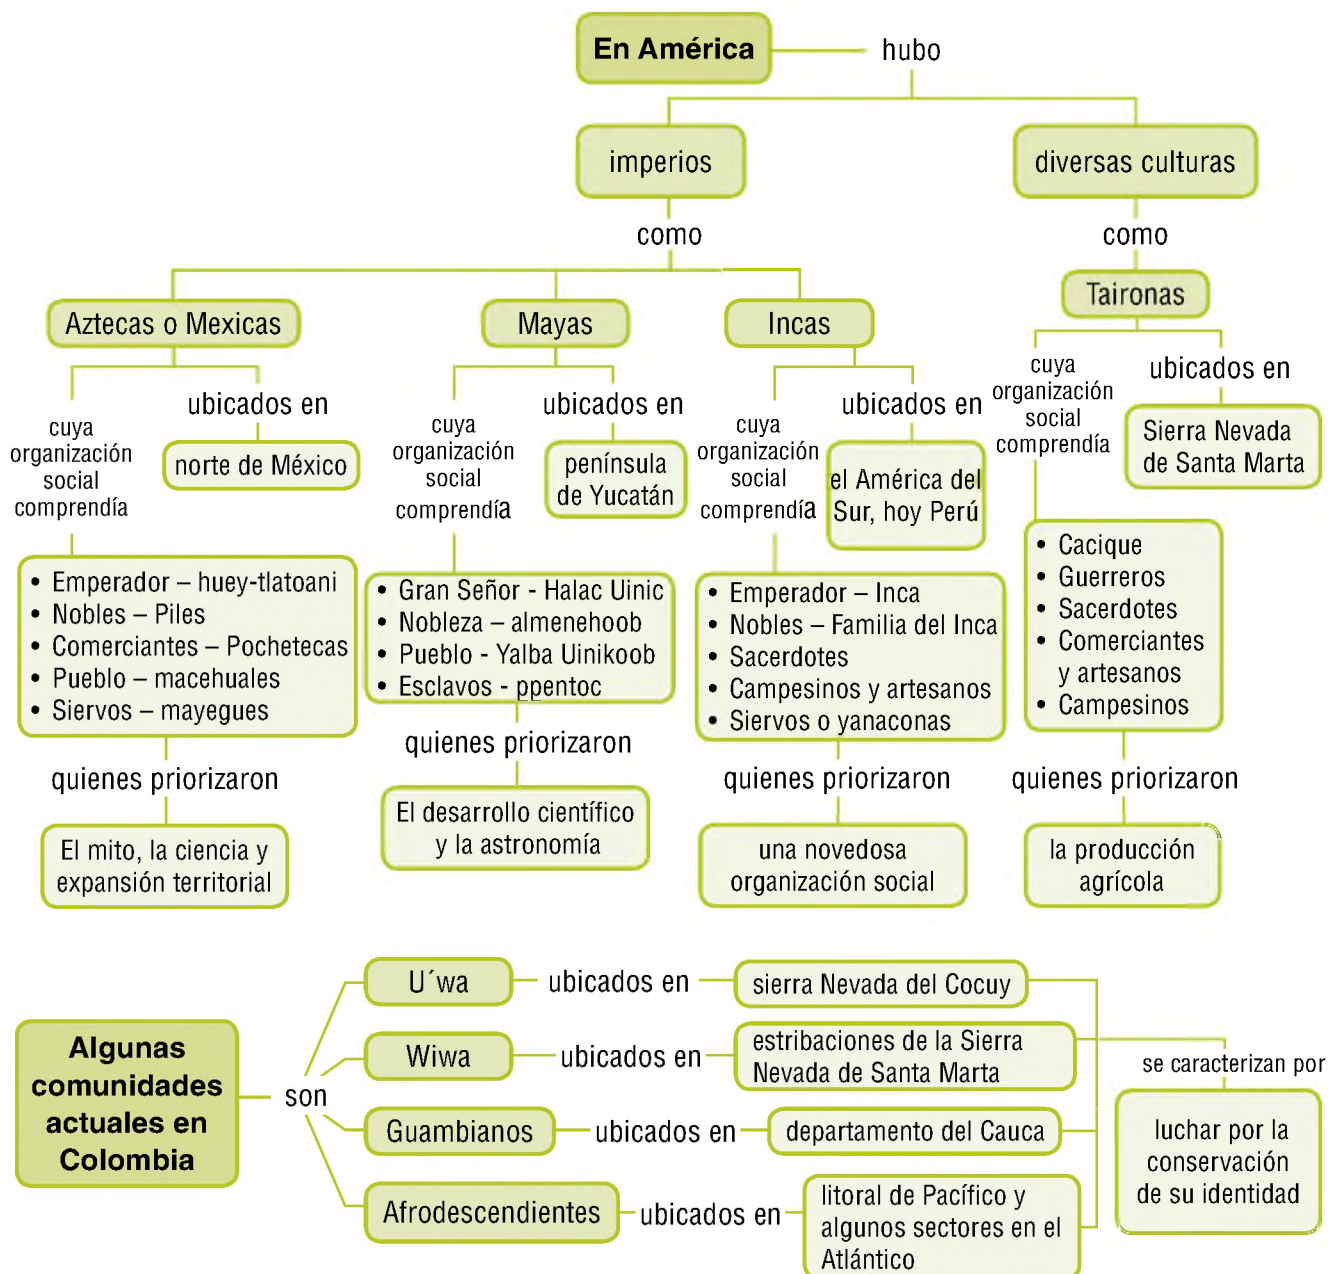 En América
hubo
imperios
diversas culturas
como
como
Aztecas o Mexicas
Mayas
Incas
Taironas
cuya
organización
social
comprendía
ubicados en
norte de México
cuya
organización
social
comprendía
ubicados en
península
de Yucatán
cuya
organización
social
comprendía
ubicados en
el América del
Sur, hoy Perú
cuya
organización
social
comprendía
ubicados en
Sierra Nevada
de Santa Marta
• Emperador – huey-tlatoani
• Nobles – Piles
• Comerciantes – Pochetecas
• Pueblo – macehuales
• Siervos – mayegues
• Gran Señor - Halac Uinic
• Nobleza – almenehoob
• Pueblo - Yalba Uinikoob
• Esclavos - ppentoc
• Emperador – Inca
• Nobles – Familia del Inca
• Sacerdotes
• Campesinos y artesanos
• Siervos o yanaconas
• Cacique
• Guerreros
• Sacerdotes
• Comerciantes
y artesanos
• Campesinos
quienes priorizaron
El mito, la ciencia y
expansión territorial
quienes priorizaron
El desarrollo científico
y la astronomía
quienes priorizaron
una novedosa
organización social
quienes priorizaron
la producción
agrícola
Algunas
comunidades
actuales en
Colombia
son
U´wa
ubicados en
sierra Nevada del Cocuy
Wiwa
ubicados en
estribaciones de la Sierra
Nevada de Santa Marta
Guambianos
ubicados en
departamento del Cauca
Afrodescendientes
ubicados en
litoral de Pacífico y
algunos sectores en el
Atlántico
se caracterizan por
luchar por la
conservación
de su identidad